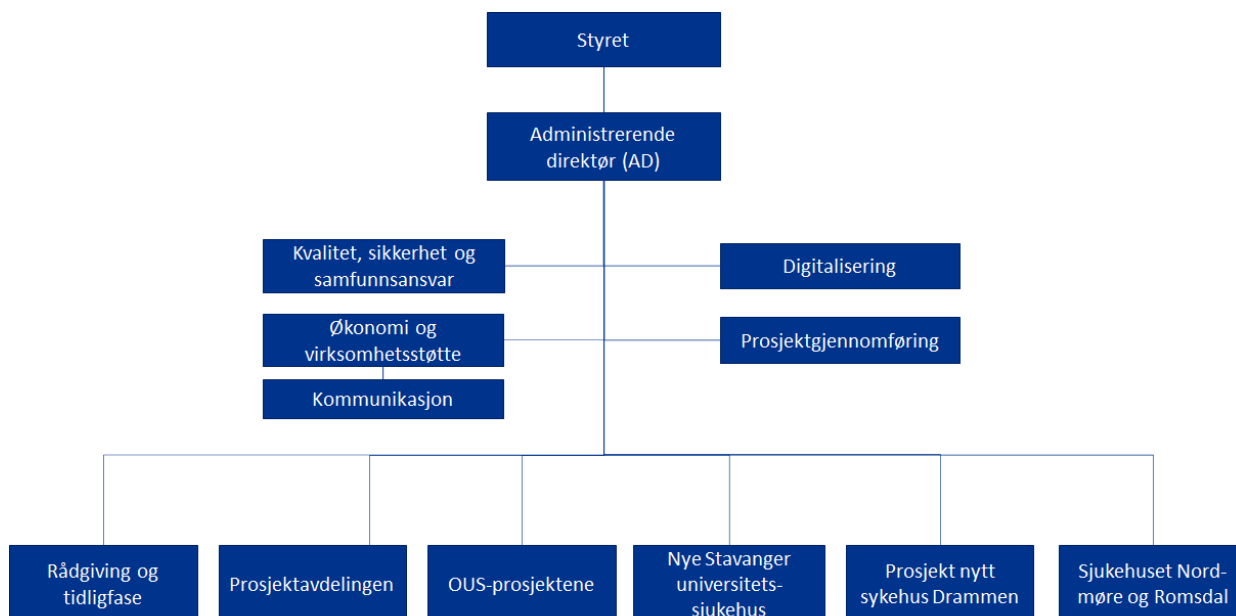 Styret
Administrerende
direktør (AD)
Kvalitet, sikkerhet og
samfunnsansvar
Digitalisering
Økonomi og
virksomhetsstøtte
Prosjektgjennomføring
Kommunikasjon
Rådgiving og
tidligfase
Prosjektavdelingen
OUS-prosjektene
Nye Stavanger
universitets-
sjukehus
Prosjekt nytt
sykehus Drammen
Sjukehuset Nord-
møre og Romsdal